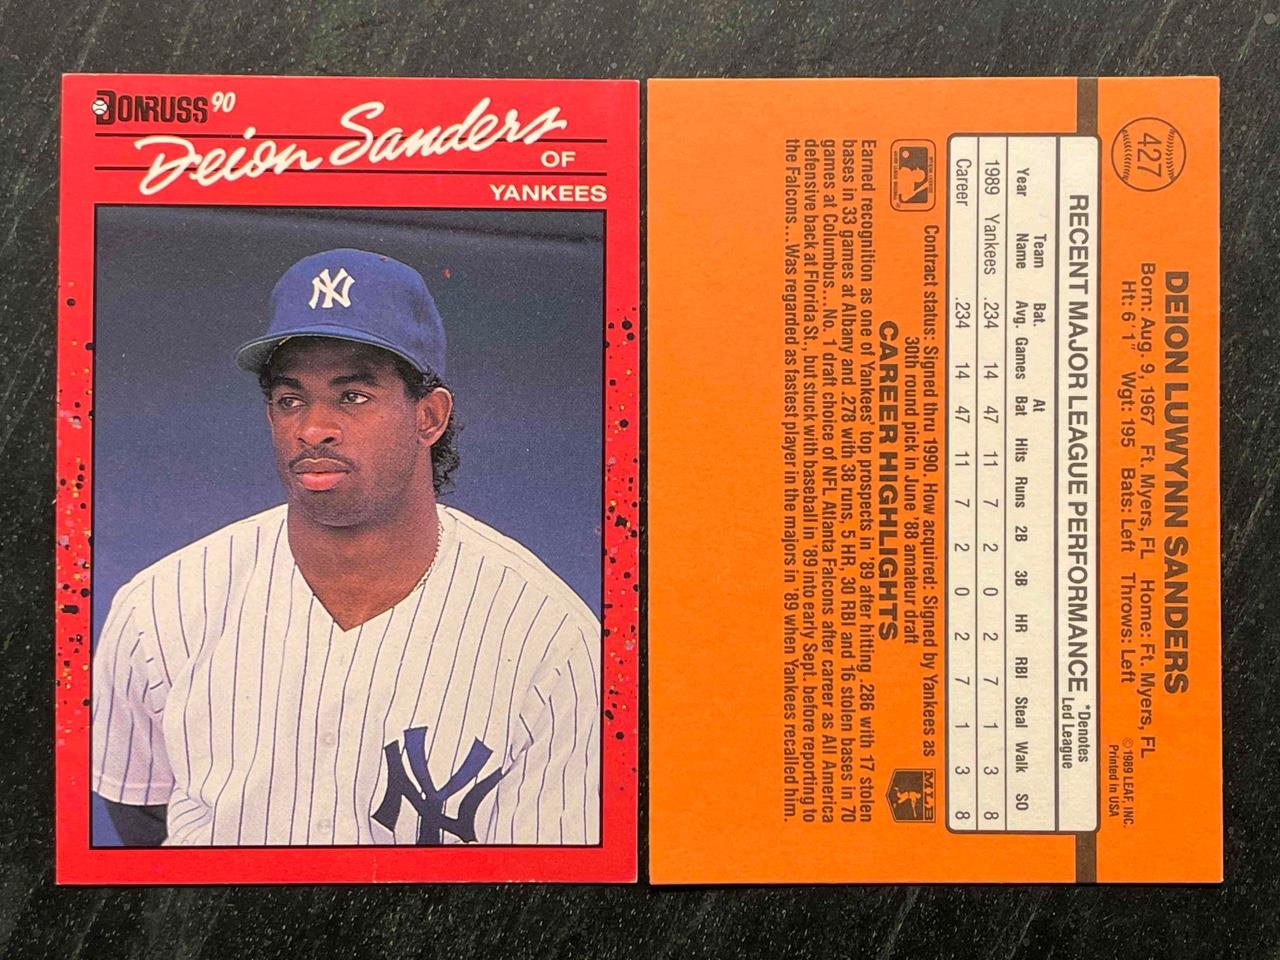 DONRUSS 90
Deion Sanders
OF
YANKEES
NY
NY
427
DEION LUWYNN SANDERS
Born: Aug. 9, 1967 Ft. Myers, FL Home: Ft. Myers, FL
Ht: 6' 1" Wgt: 195 Bats: Left Throws: Left
©1989 LEAF, INC.
Printed in USA
RECENT MAJOR LEAGUE PERFORMANCE
*Denotes
Led League
Year Team Name Bat. Avg. Games At Bat Hits Runs 2B 3B HR RBI Steal Walk SO
1989 Yankees .234 14 47 11 7 2 0 2 7 1 3 8
Career .234 14 47 11 7 2 0 2 7 1 3 8
Contract status: Signed thru 1990. How acquired: Signed by Yankees as
30th round pick in June '88 amateur draft
MLB
CAREER HIGHLIGHTS
Earned recognition as one of Yankees' top prospects in '89 after hitting .286 with 17 stolen
bases in 33 games at Albany and .278 with 38 runs, 5 HR, 30 RBI and 16 stolen bases in 70
games at Columbus...No. 1 draft choice of NFL Atlanta Falcons after career as All America
defensive back at Florida St., but stuck with baseball in '89 into early Sept. before reporting to
the Falcons...Was regarded as fastest player in the majors in '89 when Yankees recalled him.